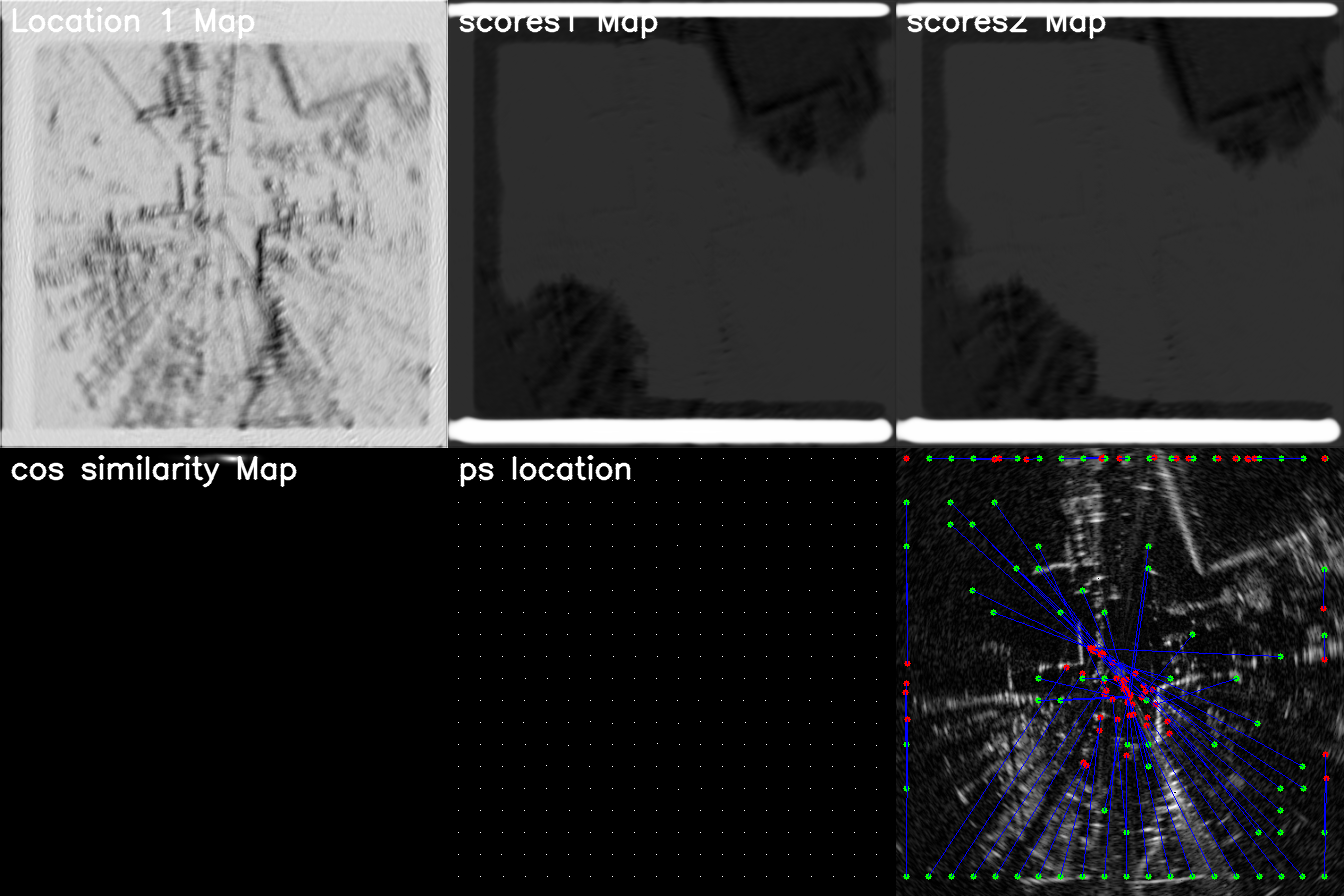 Location 1 Map
scores1 Map
scores2 Map
cos similarity Map
ps location